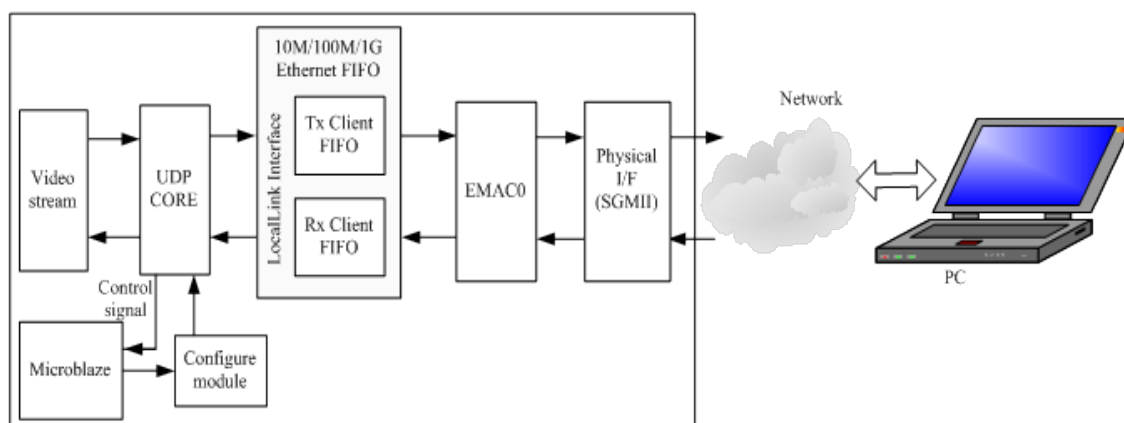 10M/100M/1G
Ethernet FIFO
LocalLink Interface
Tx Client
FIFO
Rx Client
FIFO
Video
stream
UDP
CORE
EMAC0
Physical
I/F
(SGMII)
Network
PC
Control
signal
Microblaze
Configure
module